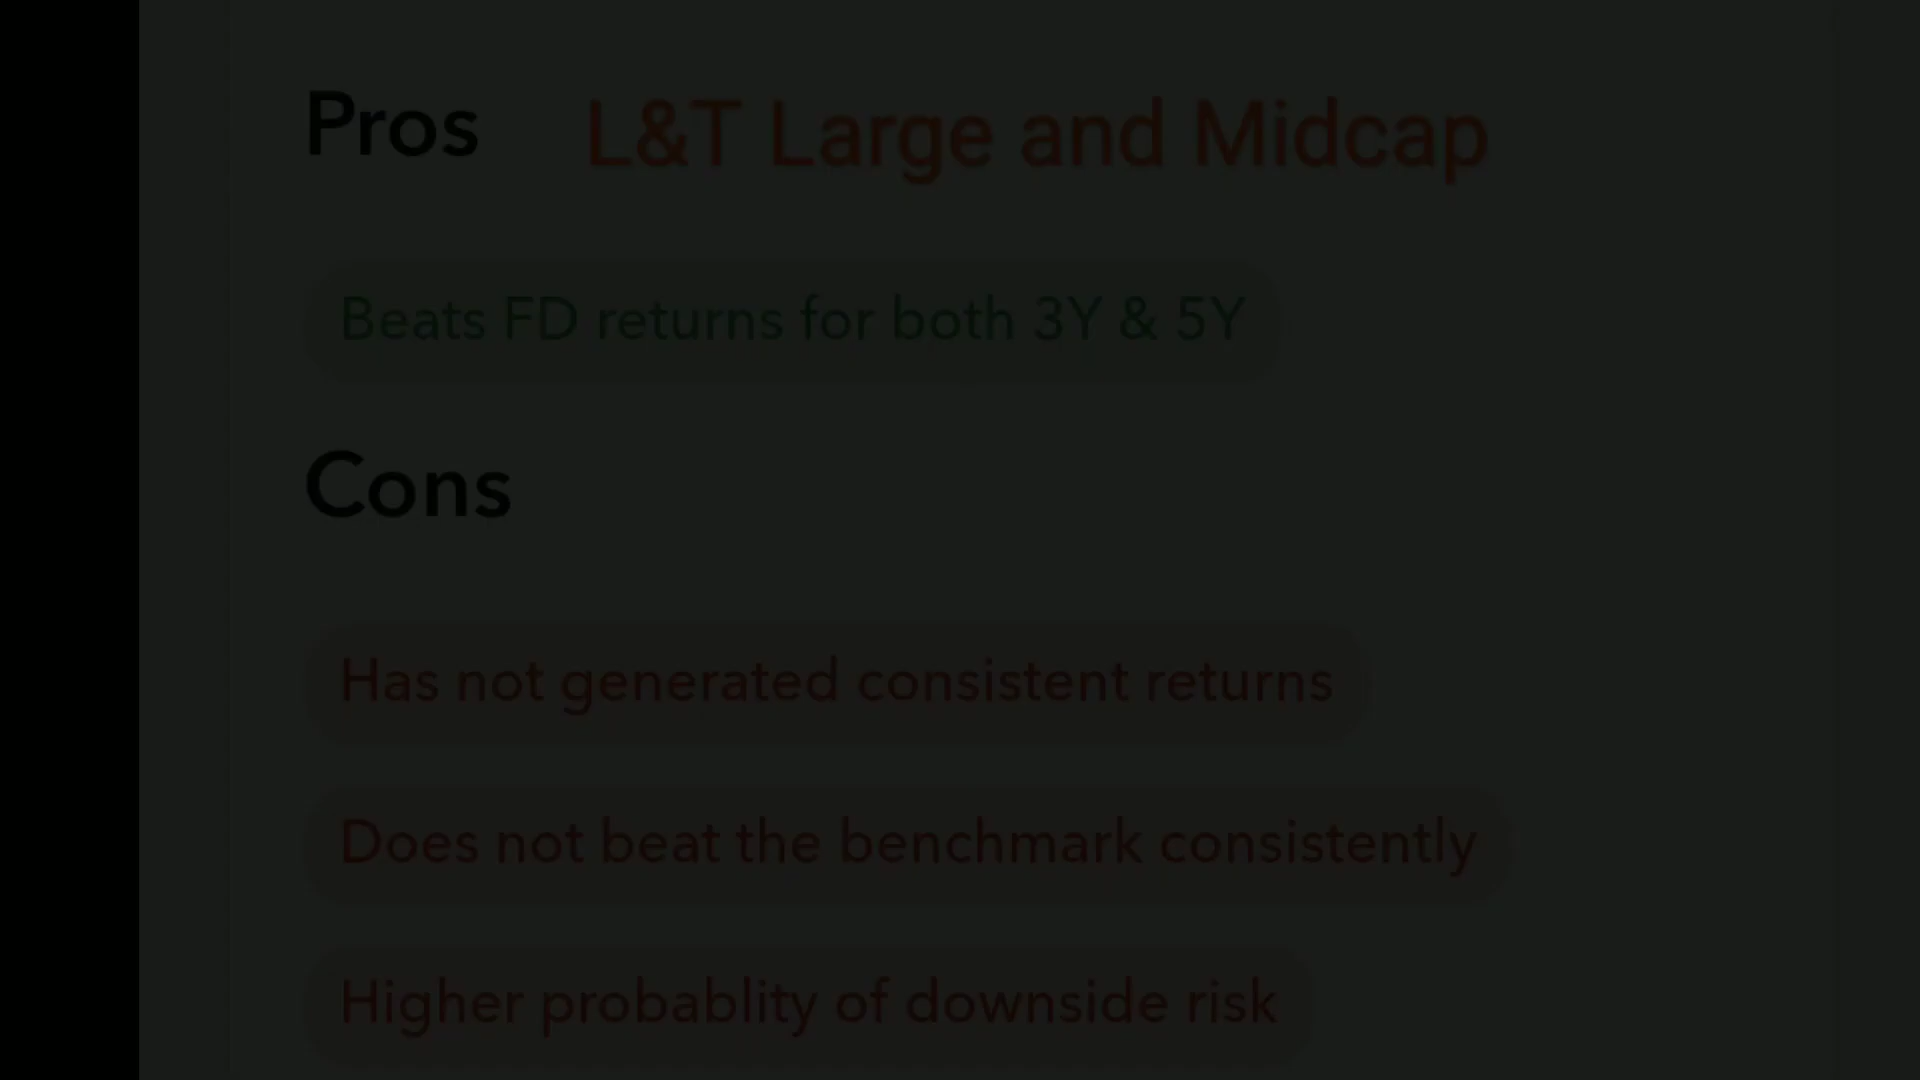 Pros L&T Large and Midcap
Beats FD returns for both 3Y & 5Y
Cons
Has not generated consistent returns
Does not beat the benchmark consistently
Higher probablity of downside risk